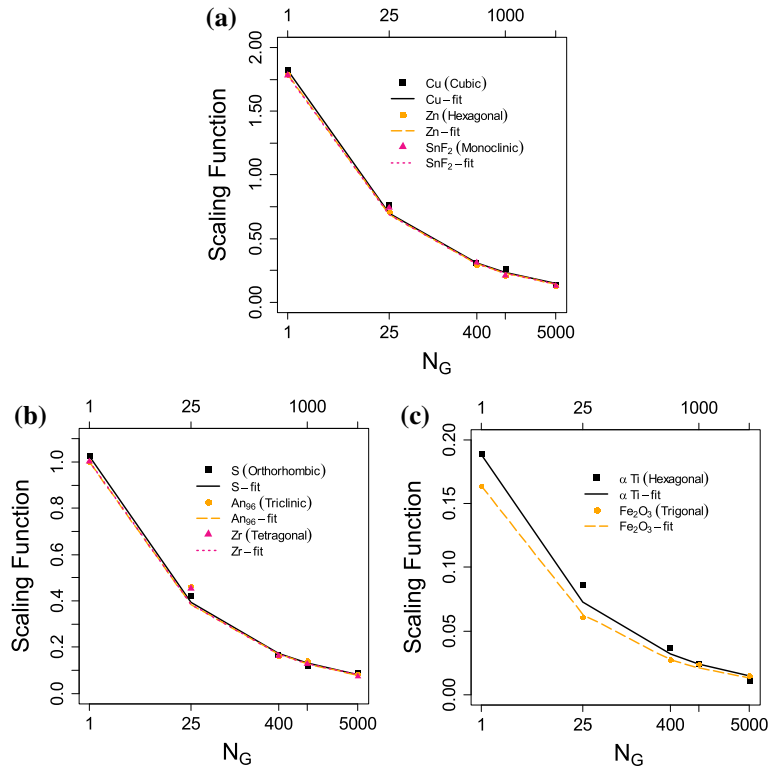 (a)
1 25 1000
2.00
1.50
1.00
0.50
0.00
Scaling Function
Cu (Cubic)
Cu−fit
Zn (Hexagonal)
Zn−fit
SnF2 (Monoclinic)
SnF2−fit
1 25 400 5000
NG
(b)
1 25 1000
1.0
0.8
0.6
0.4
0.2
0.0
Scaling Function
S (Orthorhombic)
S−fit
An96 (Triclinic)
An96−fit
Zr (Tetragonal)
Zr−fit
1 25 400 5000
NG
(c)
1 25 1000
0.20
0.15
0.10
0.05
0.00
Scaling Function
α Ti (Hexagonal)
α Ti−fit
Fe2O3 (Trigonal)
Fe2O3−fit
1 25 400 5000
NG